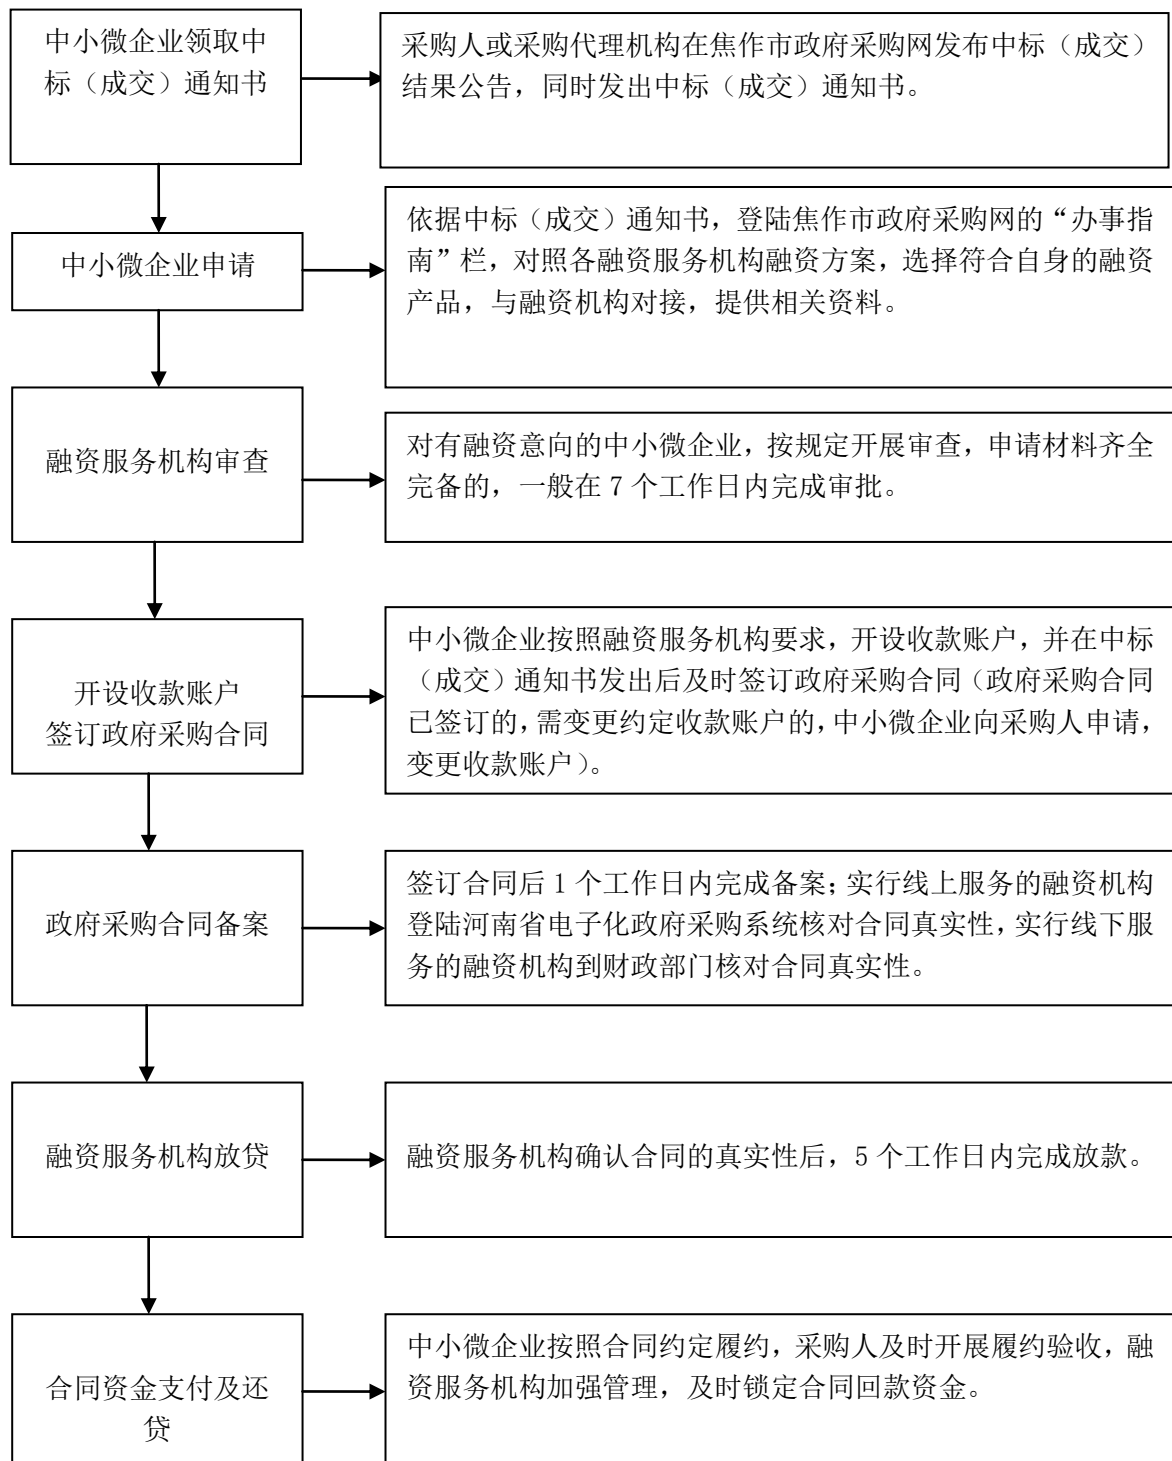 中小微企业领取中
标（成交）通知书
采购人或采购代理机构在焦作市政府采购网发布中标（成交）
结果公告，同时发出中标（成交）通知书。
中小微企业申请
依据中标（成交）通知书，登陆焦作市政府采购网的“办事指
南”栏，对照各融资服务机构融资方案，选择符合自身的融资
产品，与融资机构对接，提供相关资料。
融资服务机构审查
对有融资意向的中小微企业，按规定开展审查，申请材料齐全
完备的，一般在 7 个工作日内完成审批。
开设收款账户
签订政府采购合同
中小微企业按照融资服务机构要求，开设收款账户，并在中标
（成交）通知书发出后及时签订政府采购合同（政府采购合同
已签订的，需变更约定收款账户的，中小微企业向采购人申请，
变更收款账户）。
政府采购合同备案
签订合同后 1 个工作日内完成备案；实行线上服务的融资机构
登陆河南省电子化政府采购系统核对合同真实性，实行线下服
务的融资机构到财政部门核对合同真实性。
融资服务机构放贷
融资服务机构确认合同的真实性后，5 个工作日内完成放款。
合同资金支付及还
贷
中小微企业按照合同约定履约，采购人及时开展履约验收，融
资服务机构加强管理，及时锁定合同回款资金。